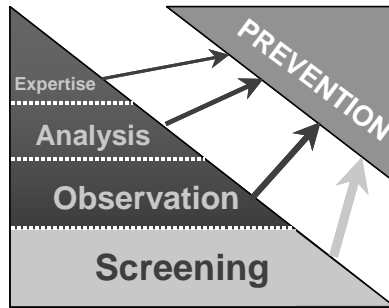 PREVENTION
Expertise
Analysis
Observation
Screening